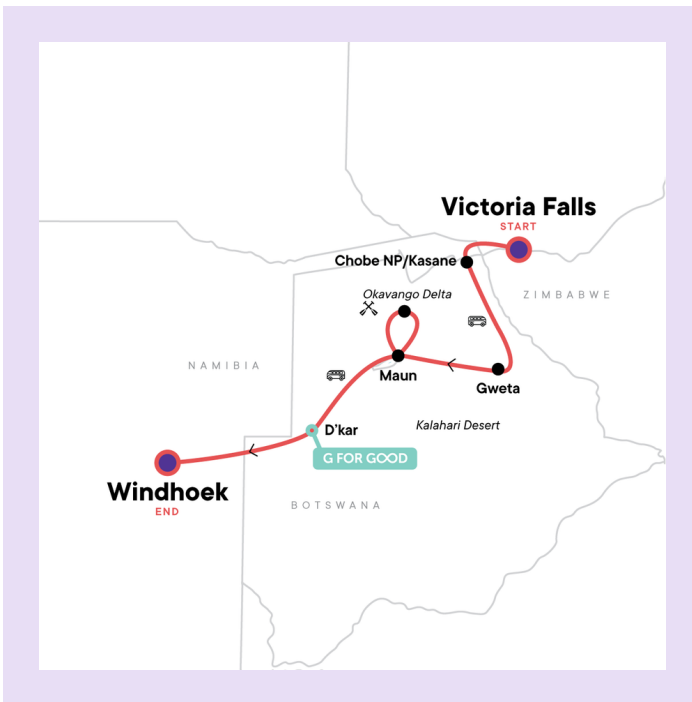 Victoria Falls
START
Chobe NP/Kasane
Okavango Delta
ZIMBABWE
NAMIBIA
Maun
Gweta
Kalahari Desert
D'kar
G FOR GOOD
Windhoek
END
BOTSWANA